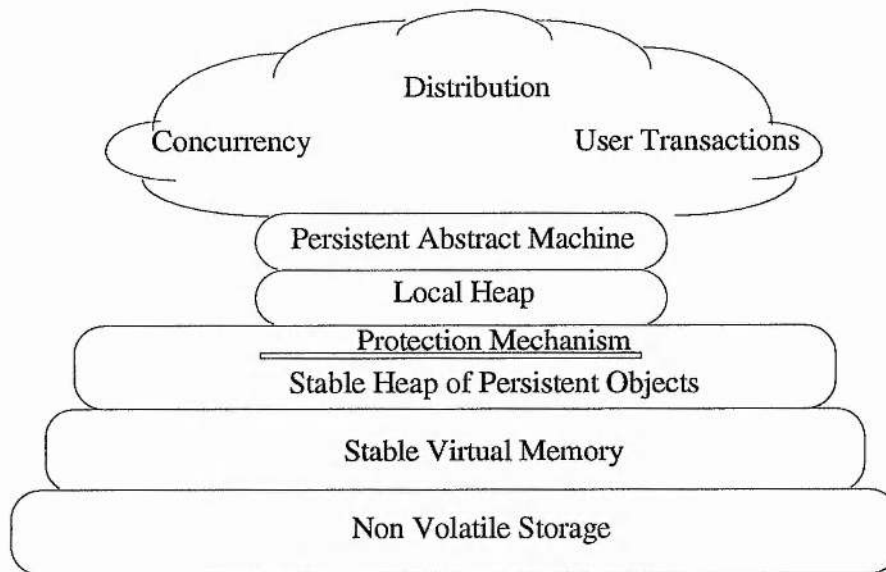 Distribution
Concurrency
User Transactions
Persistent Abstract Machine
Local Heap
Protection Mechanism
Stable Heap of Persistent Objects
Stable Virtual Memory
Non Volatile Storage